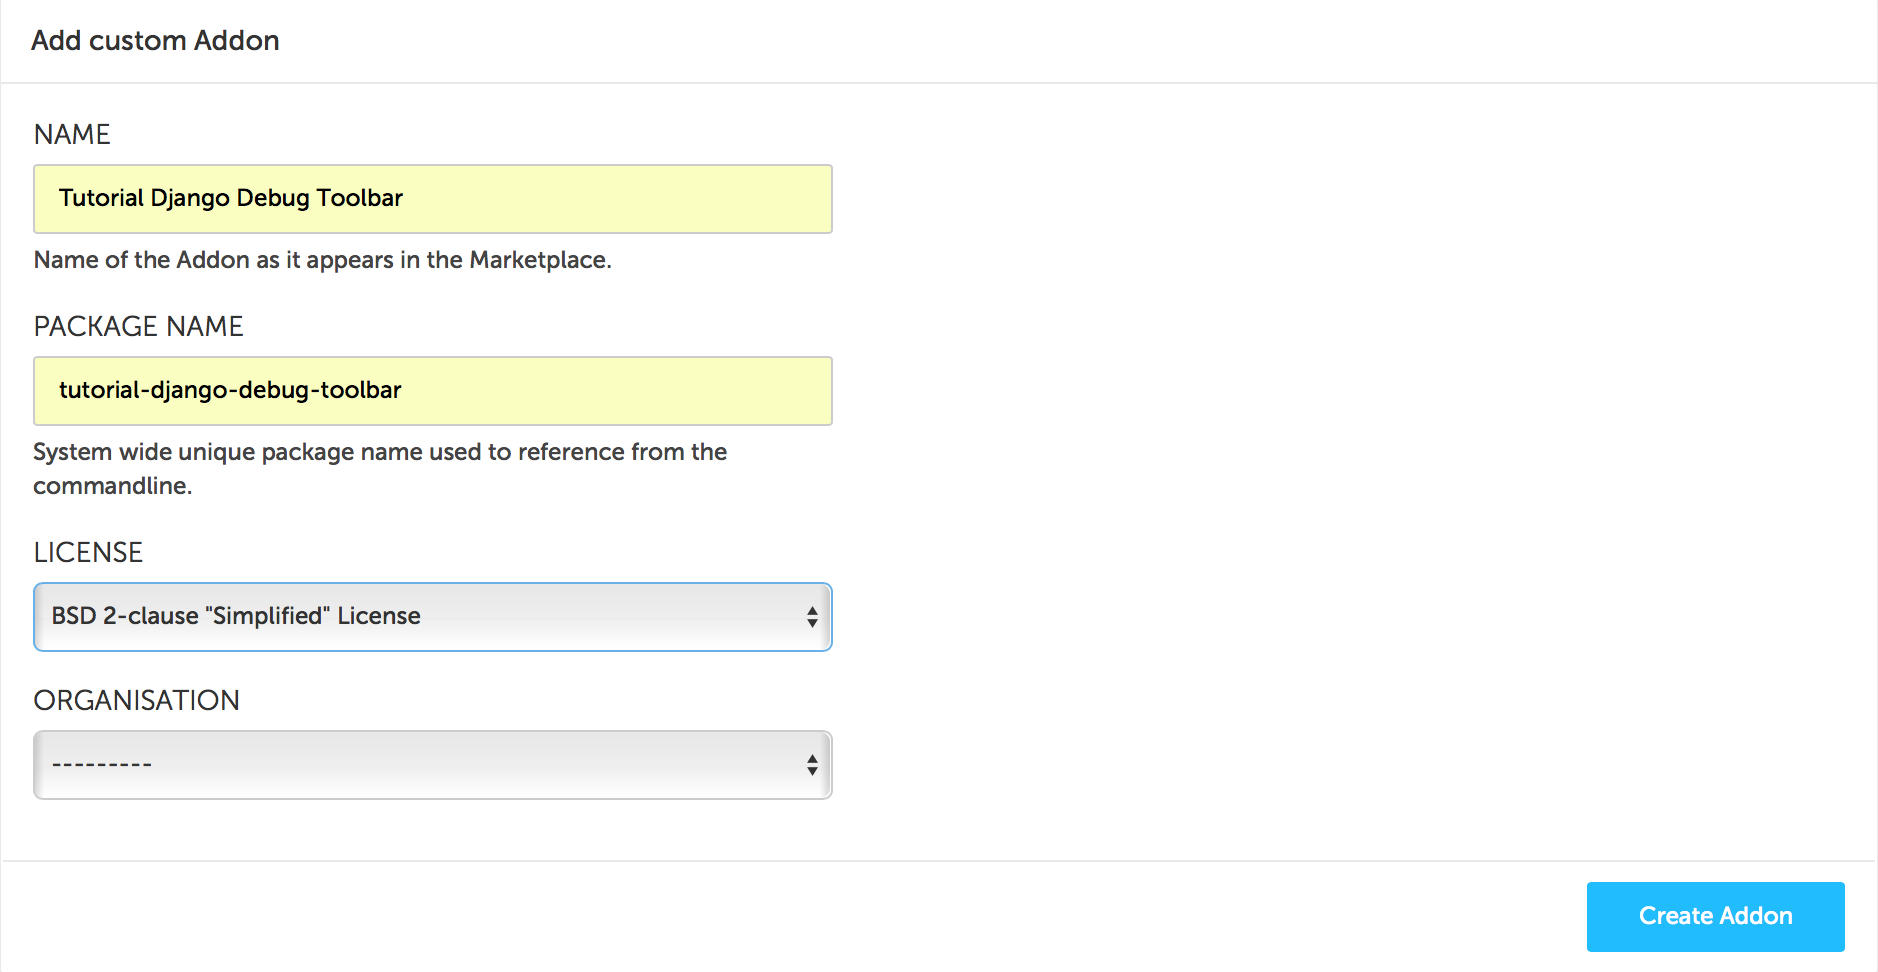 Add custom Addon
NAME
Tutorial Django Debug Toolbar
Name of the Addon as it appears in the Marketplace.
PACKAGE NAME
tutorial-django-debug-toolbar
System wide unique package name used to reference from the
commandline.
LICENSE
BSD 2-clause "Simplified" License
ORGANISATION
---------
Create Addon